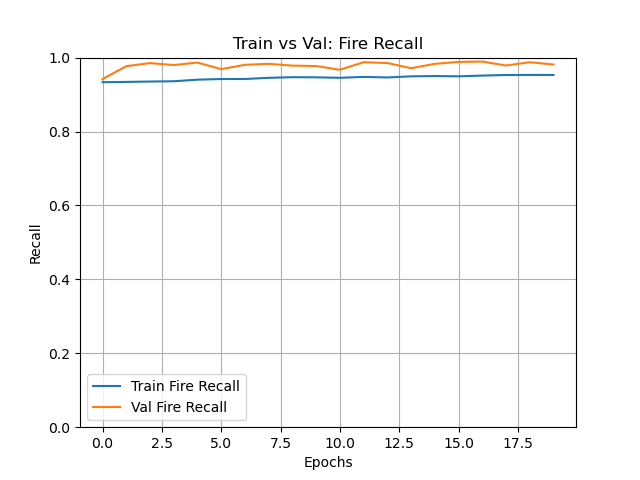 Train vs Val: Fire Recall
1.0
0.8
0.6
0.4
0.2
0.0
Recall
Train Fire Recall
Val Fire Recall
0.0 2.5 5.0 7.5 10.0 12.5 15.0 17.5
Epochs